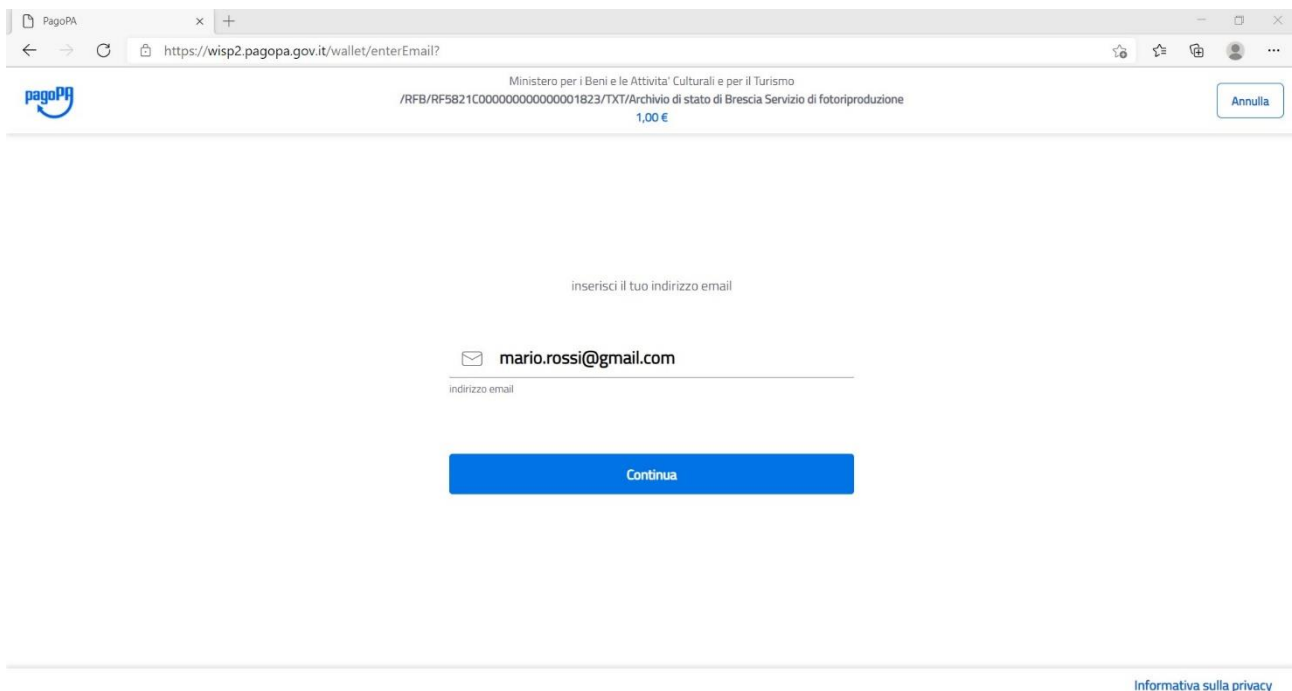 PagoPA
https://wisp2.pagopa.gov.it/wallet/enterEmail?
pagoPA
Ministero per i Beni e le Attivita' Culturali e per il Turismo
/RFB/RF5821C000000000000001823/TXT/Archivio di stato di Brescia Servizio di fotoriproduzione
1,00 €
Annulla
inserisci il tuo indirizzo email
mario.rossi@gmail.com
indirizzo email
Continua
Informativa sulla privacy